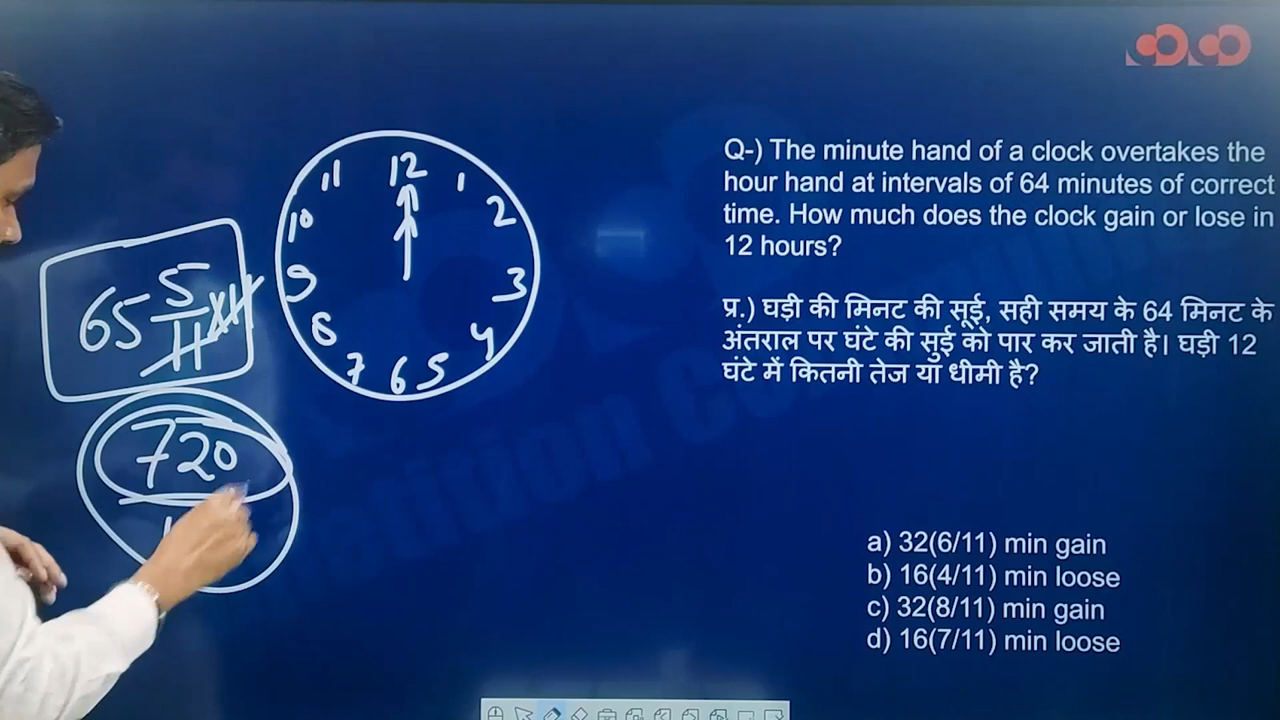 Q-) The minute hand of a clock overtakes the
hour hand at intervals of 64 minutes of correct
time. How much does the clock gain or lose in
12 hours?
प्र.) घड़ी की मिनट की सूई, सही समय के 64 मिनट के
अंतराल पर घंटे की सुई को पार कर जाती है। घड़ी 12
घंटे में कितनी तेज या धीमी है?
a) 32(6/11) min gain
b) 16(4/11) min loose
c) 32(8/11) min gain
d) 16(7/11) min loose
12
11 1
10 2
9 3
8 4
7 6 5
65 5/11
720